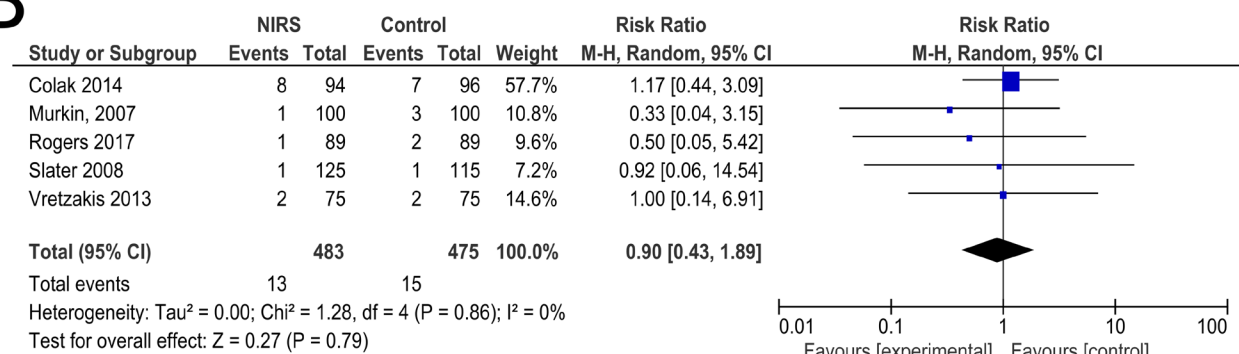 NIRS Control Risk Ratio Risk Ratio
Study or Subgroup Events Total Events Total Weight M-H, Random, 95% CI M-H, Random, 95% CI
Colak 2014 8 94 7 96 57.7% 1.17 [0.44, 3.09]
Murkin, 2007 1 100 3 100 10.8% 0.33 [0.04, 3.15]
Rogers 2017 1 89 2 89 9.6% 0.50 [0.05, 5.42]
Slater 2008 1 125 1 115 7.2% 0.92 [0.06, 14.54]
Vretzakis 2013 2 75 2 75 14.6% 1.00 [0.14, 6.91]
Total (95% CI) 483 475 100.0% 0.90 [0.43, 1.89]
Total events 13 15
Heterogeneity: Tau² = 0.00; Chi² = 1.28, df = 4 (P = 0.86); I² = 0%
Test for overall effect: Z = 0.27 (P = 0.79)
0.01 0.1 1 10 100
Favours [experimental] Favours [control]